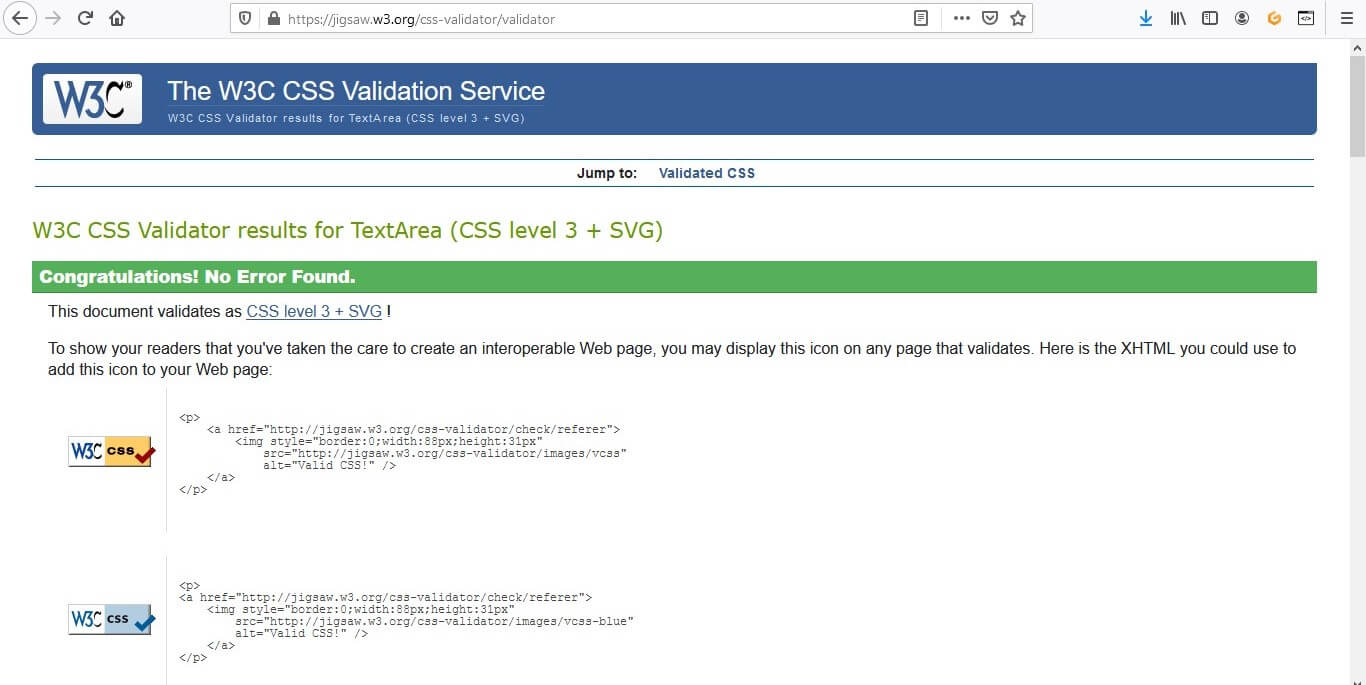 https://jigsaw.w3.org/css-validator/validator
W3C®
The W3C CSS Validation Service
W3C CSS Validator results for TextArea (CSS level 3 + SVG)
Jump to: Validated CSS
W3C CSS Validator results for TextArea (CSS level 3 + SVG)
Congratulations! No Error Found.
This document validates as CSS level 3 + SVG !
To show your readers that you've taken the care to create an interoperable Web page, you may display this icon on any page that validates. Here is the XHTML you could use to
add this icon to your Web page:
W3C css
<p>
<a href="http://jigsaw.w3.org/css-validator/check/referer">
<img style="border:0;width:88px;height:31px"
src="http://jigsaw.w3.org/css-validator/images/vcss"
alt="Valid CSS!" />
</a>
</p>
W3C css
<p>
<a href="http://jigsaw.w3.org/css-validator/check/referer">
<img style="border:0;width:88px;height:31px"
src="http://jigsaw.w3.org/css-validator/images/vcss-blue"
alt="Valid CSS!" />
</a>
</p>